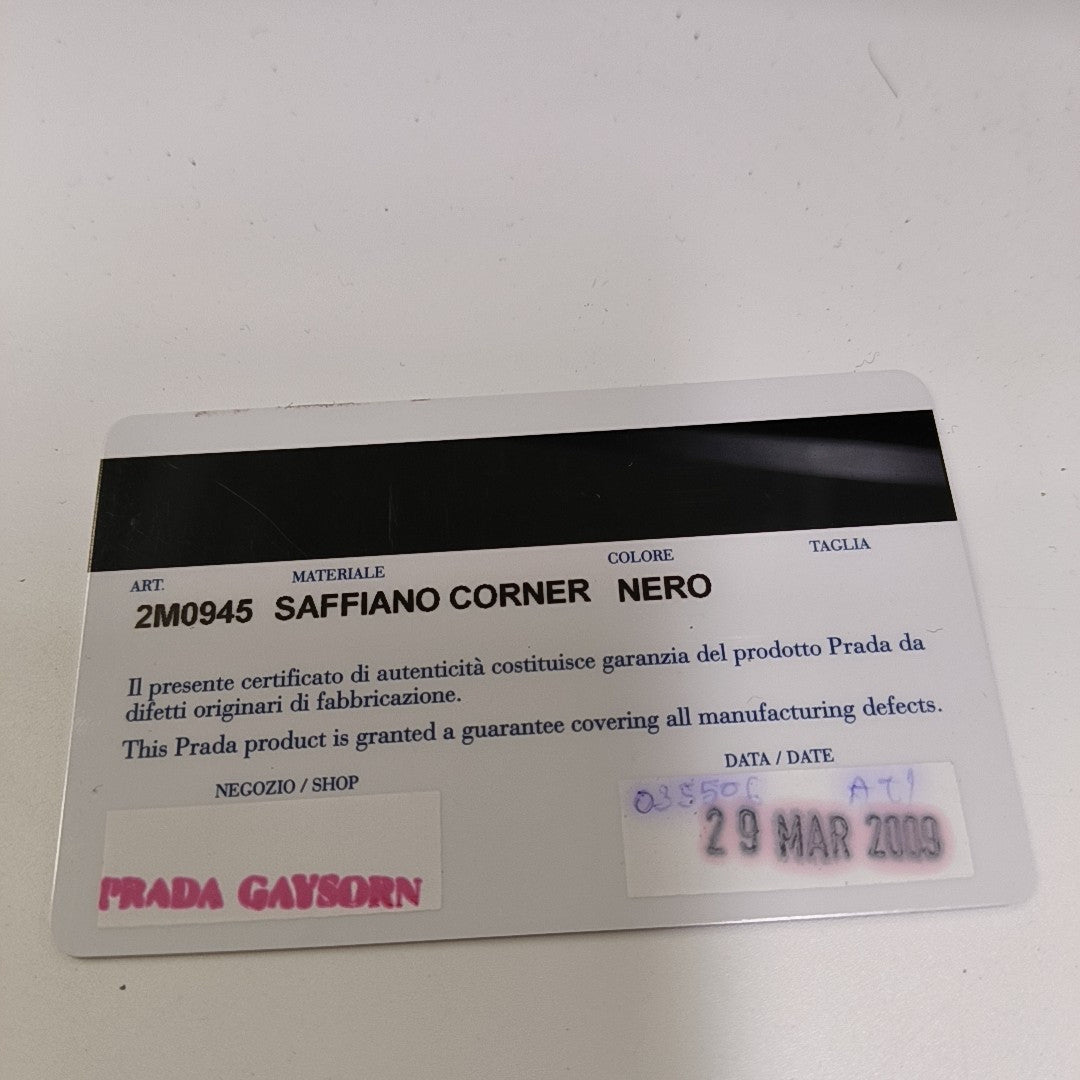 ART. MATERIALE COLORE TAGLIA
2M0945 SAFFIANO CORNER NERO
Il presente certificato di autenticità costituisce garanzia del prodotto Prada da
difetti originari di fabbricazione.
This Prada product is granted a guarantee covering all manufacturing defects.
NEGOZIO / SHOP
DATA / DATE
PRADA GAYSORN
29 MAR 2009